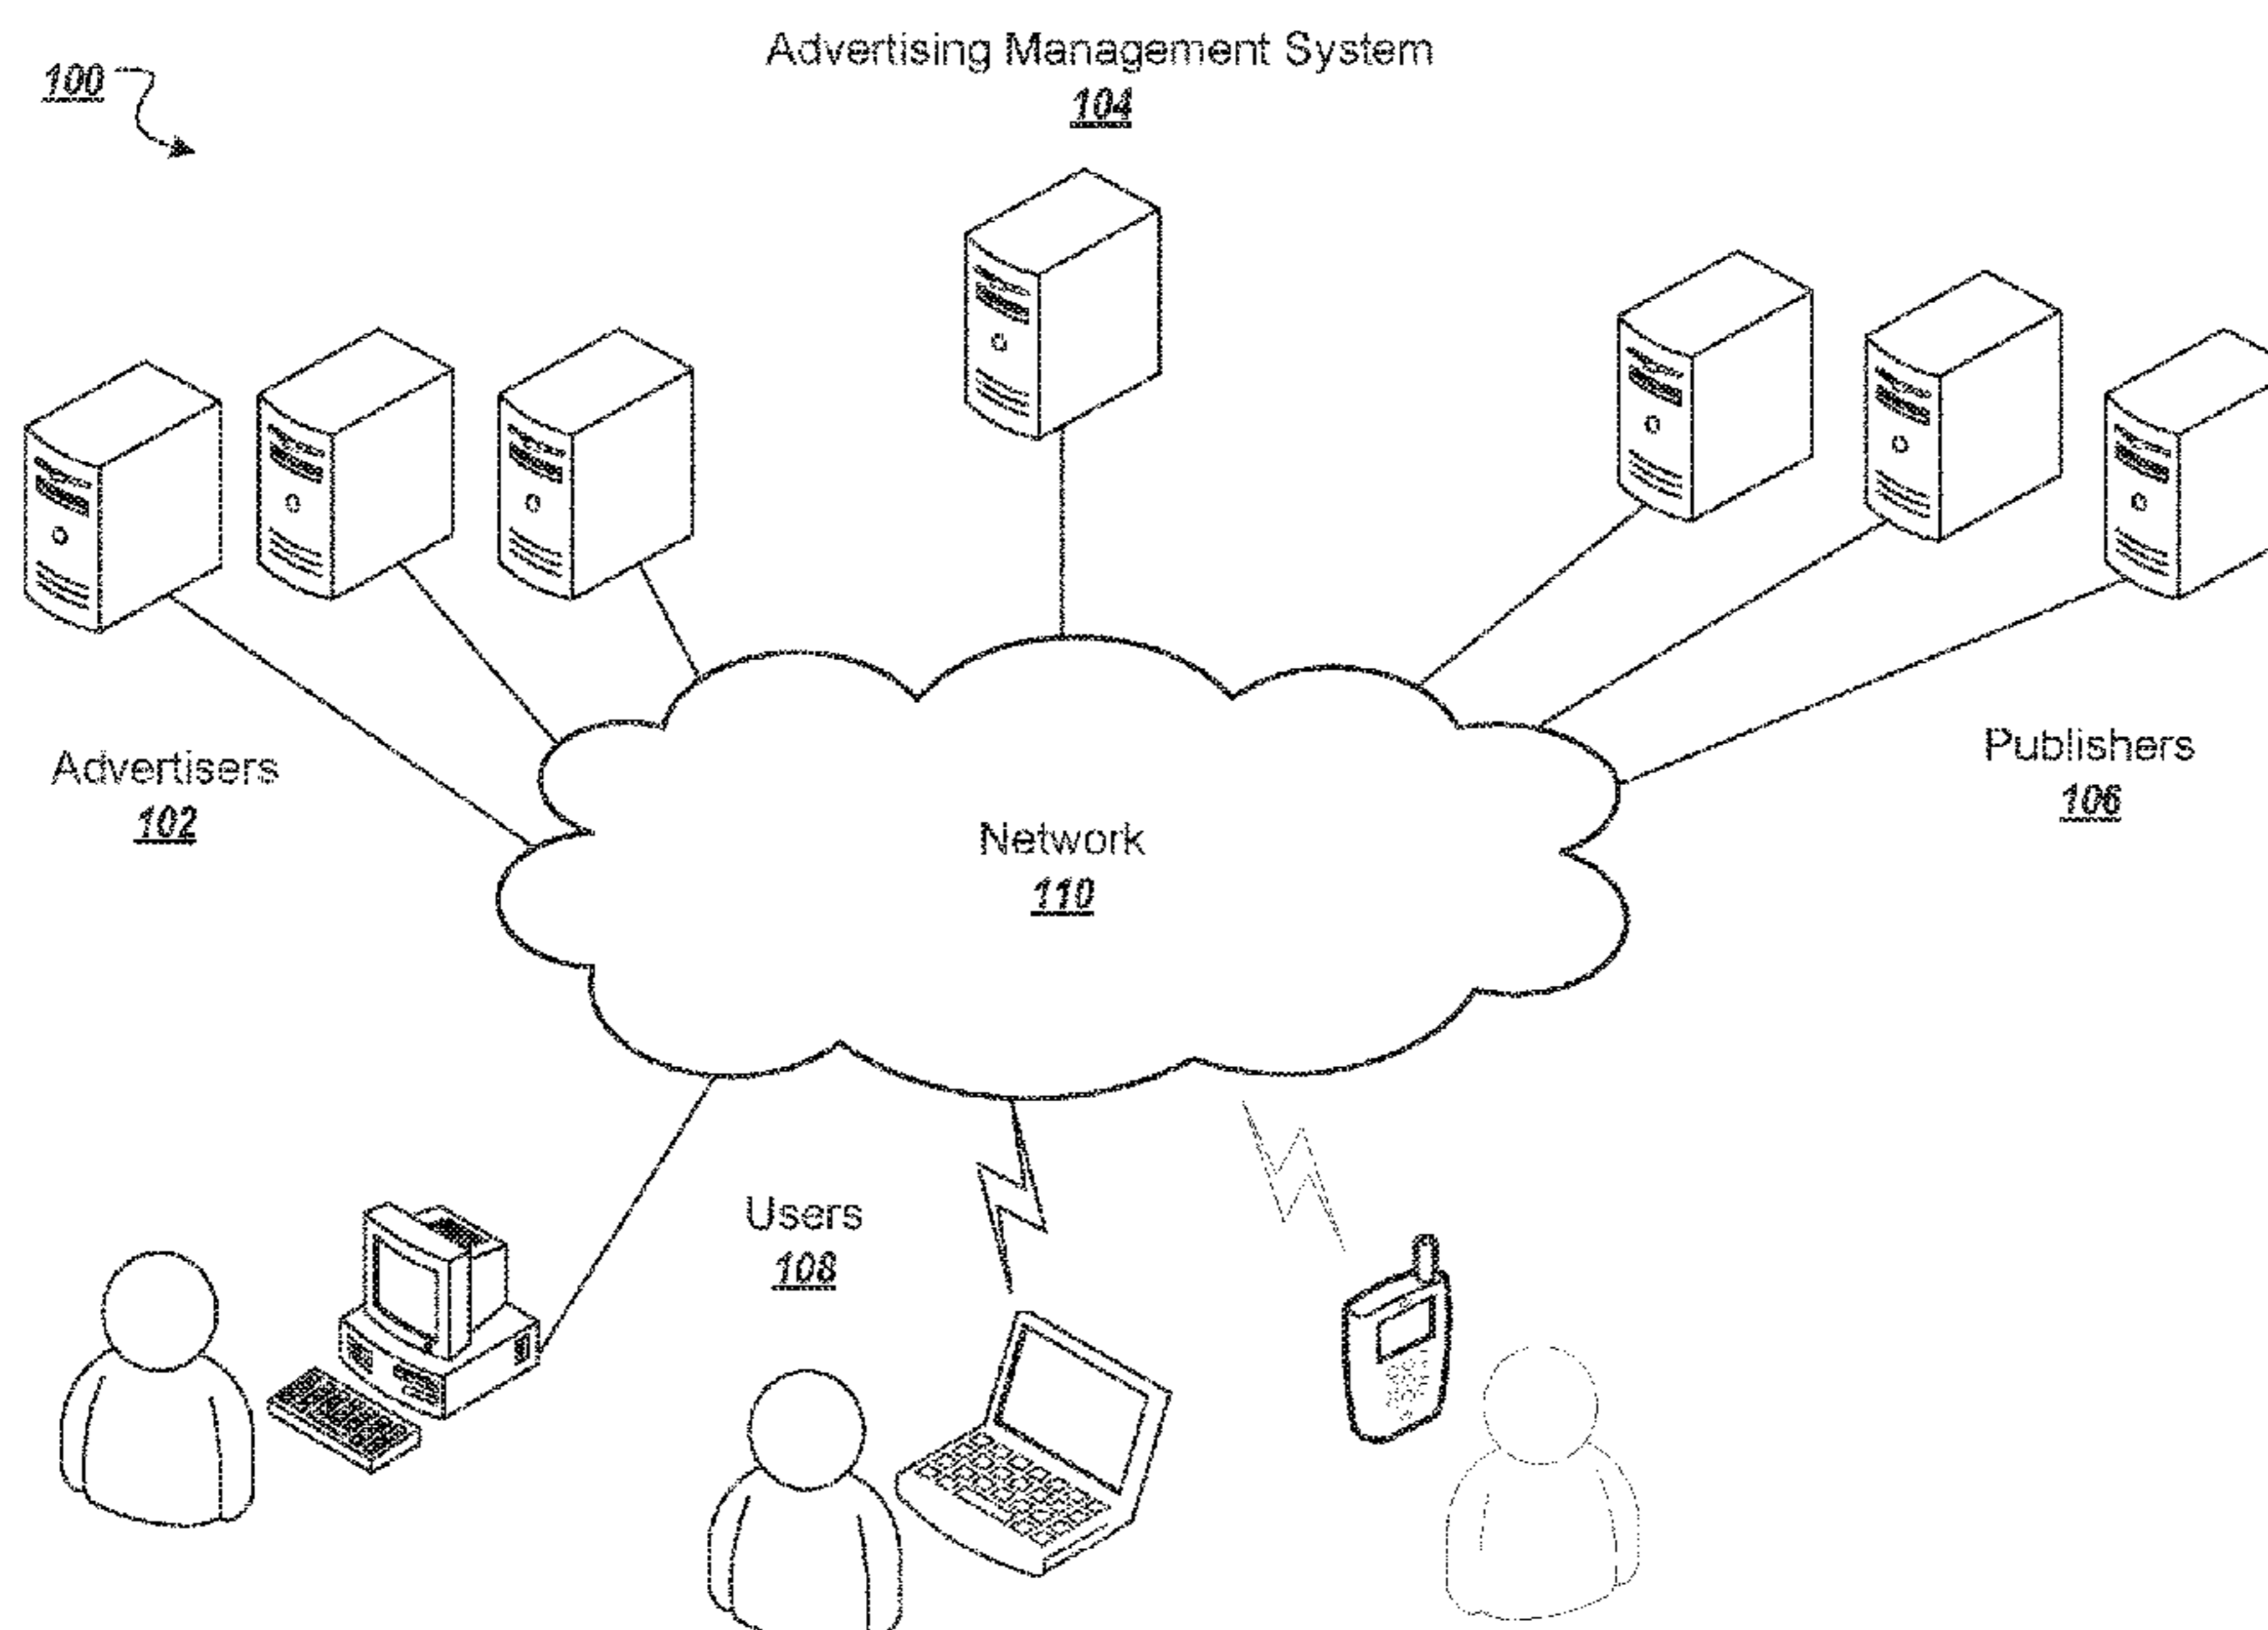 100
Advertising Management System
104
Advertisers
102
Publishers
106
Network
110
Users
108